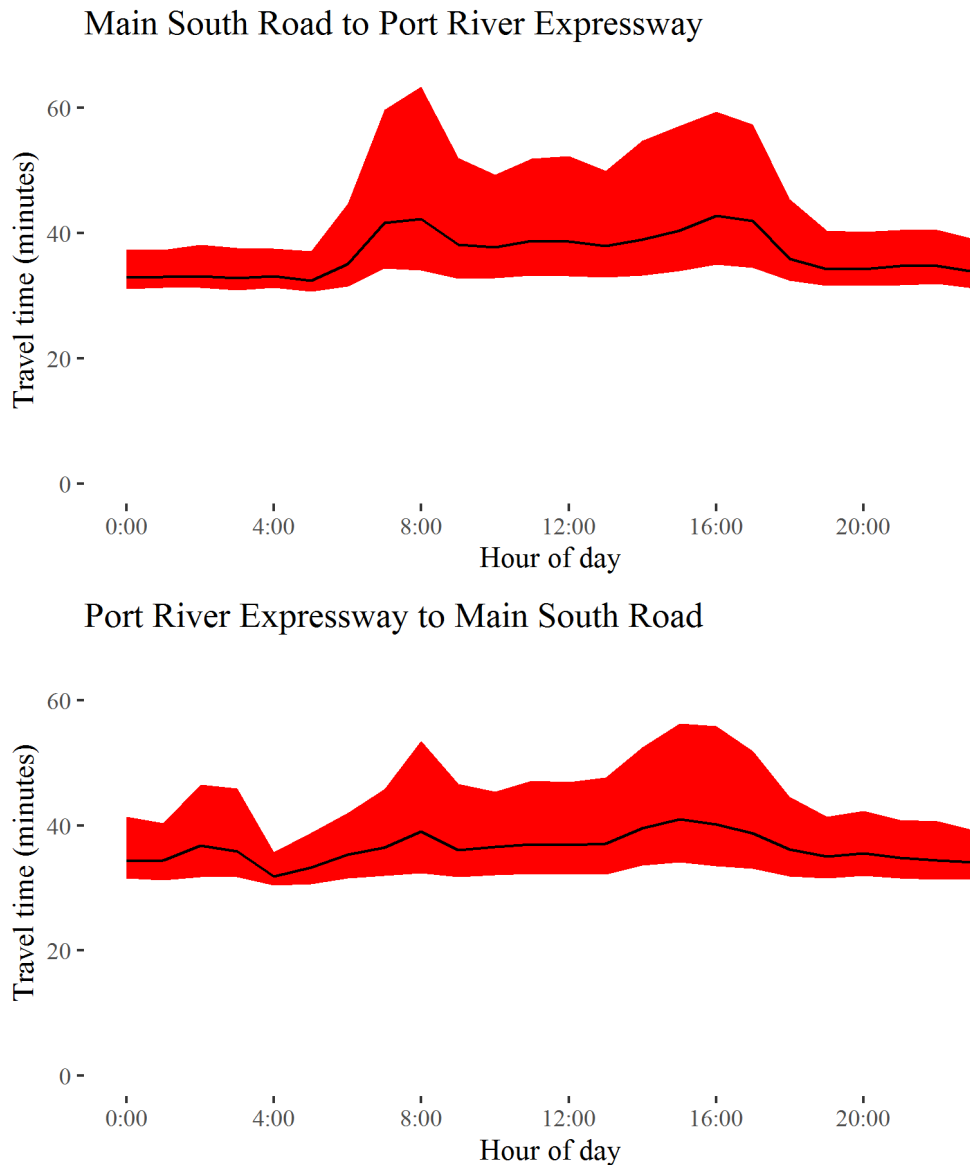 Main South Road to Port River Expressway
60
40
20
0
Travel time (minutes)
0:00 4:00 8:00 12:00 16:00 20:00
Hour of day
Port River Expressway to Main South Road
60
40
20
0
Travel time (minutes)
0:00 4:00 8:00 12:00 16:00 20:00
Hour of day